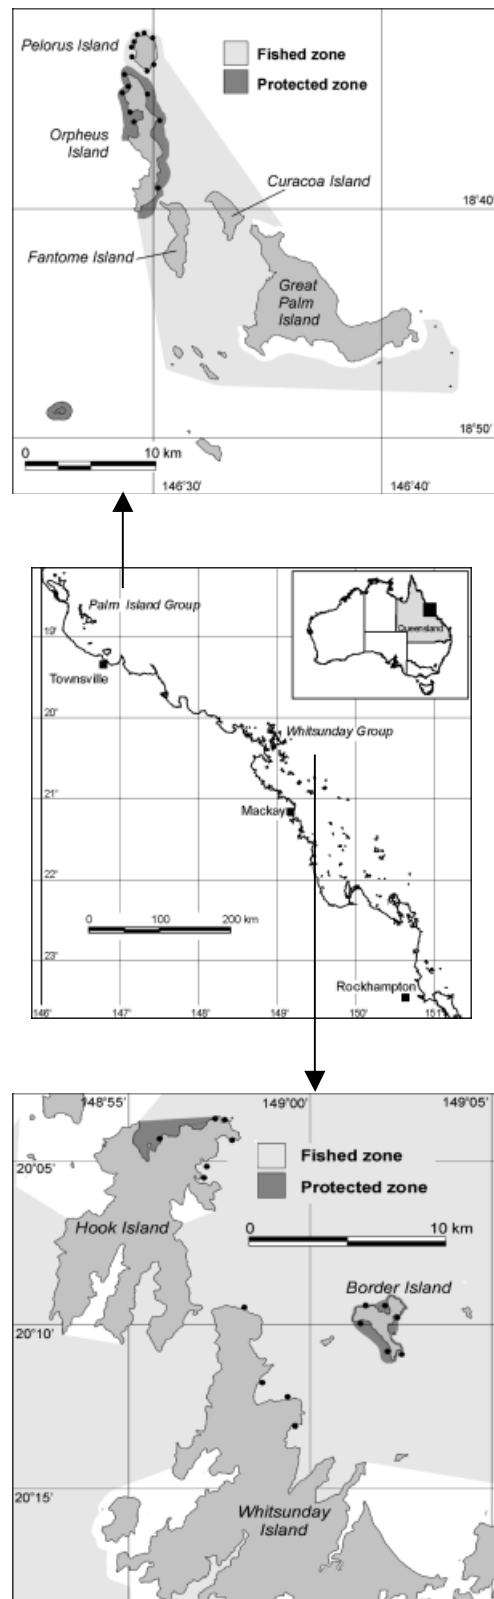 Pelorus Island
Fished zone
Protected zone
Orpheus
Island
Curacoa Island
18°40'
Fantome Island
Great
Palm
Island
18°50'
0 10 km
146°30' 146°40'
Palm Island Group
Queensland
19°
Townsville
20°
Whitsunday Group
21°
Mackay
22°
0 100 200 km
23°
Rockhampton
146° 147° 148° 149° 150° 151°
148°55' 149°00' 149°05'
Fished zone
20°05'
Protected zone
Hook Island
0 10 km
Border Island
20°10'
20°15'
Whitsunday
Island